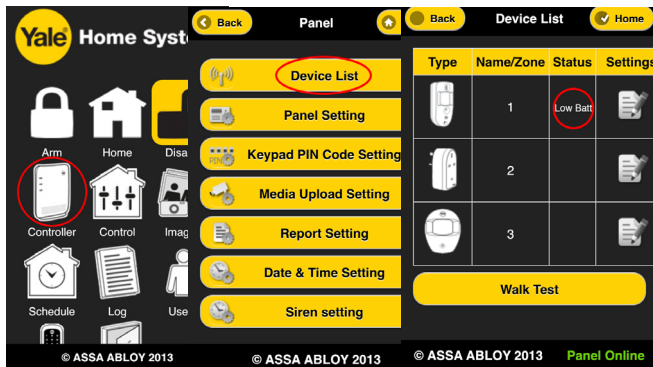 Yale Home Syst
Arm
Home
Disa
Controller
Control
Imag
Schedule
Log
Use
© ASSA ABLOY 2013
Back
Panel
Device List
Panel Setting
PIN
Keypad PIN Code Setting
Media Upload Setting
Report Setting
Date & Time Setting
Siren setting
© ASSA ABLOY 2013
Back
Device List
Home
Type Name/Zone Status Settings
1 Low Batt
2
3
Walk Test
© ASSA ABLOY 2013 Panel Online